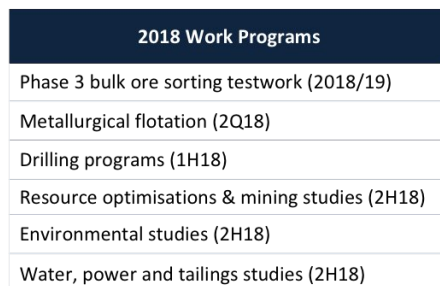 2018 Work Programs
Phase 3 bulk ore sorting testwork (2018/19)
Metallurgical flotation (2Q18)
Drilling programs (1H18)
Resource optimisations & mining studies (2H18)
Environmental studies (2H18)
Water, power and tailings studies (2H18)